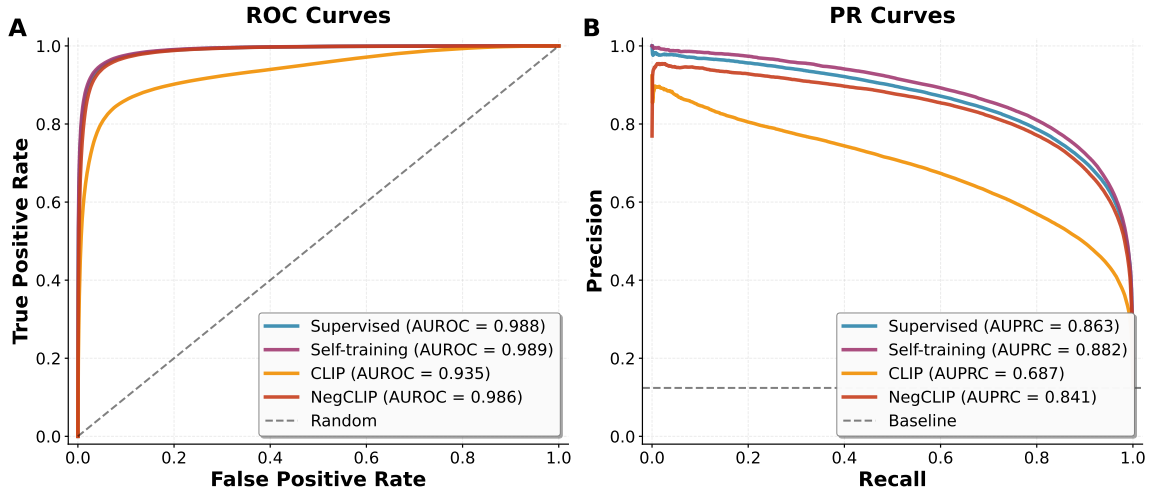 A
ROC Curves
True Positive Rate
1.0
0.8
0.6
0.4
0.2
0.0
Supervised (AUROC = 0.988)
Self-training (AUROC = 0.989)
CLIP (AUROC = 0.935)
NegCLIP (AUROC = 0.986)
Random
0.0 0.2 0.4 0.6 0.8 1.0
False Positive Rate
B
PR Curves
Precision
1.0
0.8
0.6
0.4
0.2
0.0
Supervised (AUPRC = 0.863)
Self-training (AUPRC = 0.882)
CLIP (AUPRC = 0.687)
NegCLIP (AUPRC = 0.841)
Baseline
0.0 0.2 0.4 0.6 0.8 1.0
Recall